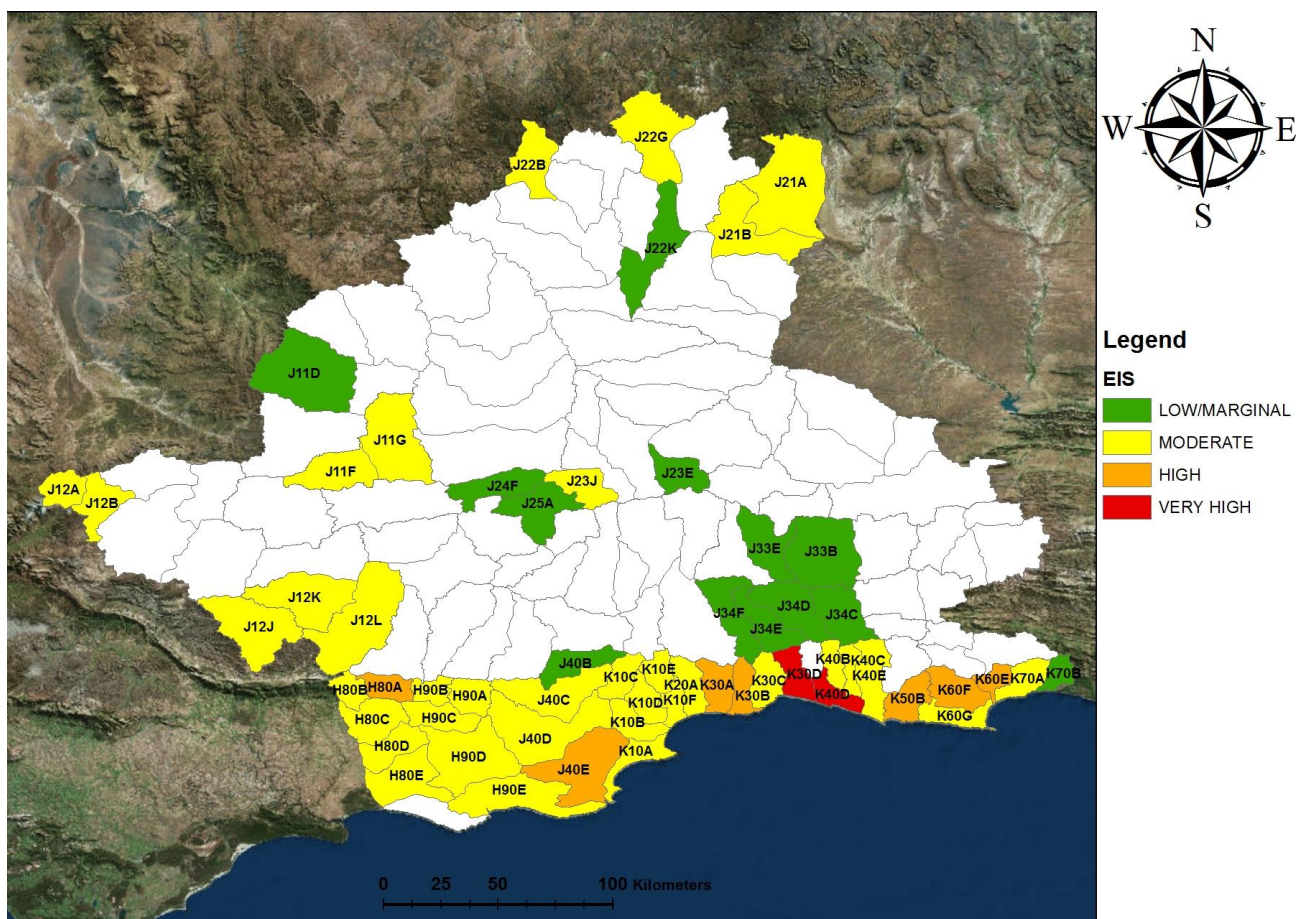 N
W
E
S
J22G
J22B
J21A
J21B
J22K
J11D
J11G
J11F
J23E
J23J
J24F
J25A
J12A
J12B
J33E
J33B
J12K
J12L
J12J
J34F
J34D
J34C
J34E
J40B
K10E
K40B
K40C
K30D
K40E
K30C
K10C
K20A
K30A
K30B
K60E
K70A
K70B
H80B
H80A
H90B
H90A
J40C
K10D
K10F
K40D
K50B
K60F
K60G
H80C
H90C
K10B
J40D
K10A
H80D
H90D
J40E
H80E
H90E
0 25 50 100 Kilometers
Legend
EIS
LOW/MARGINAL
MODERATE
HIGH
VERY HIGH